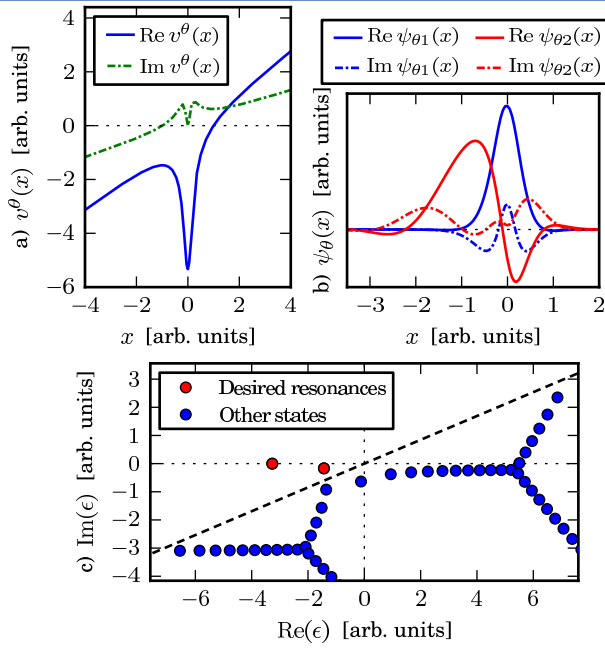 Re v^θ(x)
Im v^θ(x)
a) v^θ(x) [arb. units]
4
2
0
−2
−4
−6
−4 −2 0 2 4
x [arb. units]
Re ψ_θ1(x) Re ψ_θ2(x)
Im ψ_θ1(x) Im ψ_θ2(x)
b) ψ_θ(x) [arb. units]
−3 −2 −1 0 1 2
x [arb. units]
Desired resonances
Other states
c) Im(ϵ) [arb. units]
3
2
1
0
−1
−2
−3
−4
−6 −4 −2 0 2 4 6
Re(ϵ) [arb. units]